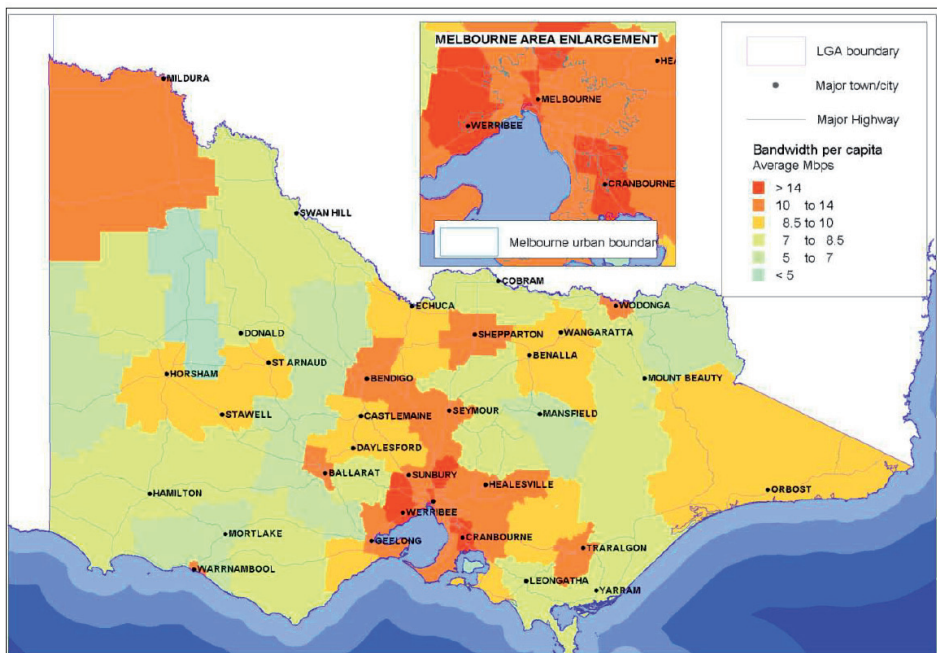 MELBOURNE AREA ENLARGEMENT
HEA
MELBOURNE
WERRIBEE
CRANBOURNE
Melbourne urban boundary
LGA boundary
Major town/city
Major Highway
Bandwidth per capita
Average Mbps
> 14
10 to 14
8.5 to 10
7 to 8.5
5 to 7
< 5
MILDURA
SWAN HILL
COBRAM
ECHUCA
WODONGA
DONALD
SHEPPARTON
WANGARATTA
ST ARNAUD
BENALLA
HORSHAM
BENDIGO
MOUNT BEAUTY
STAWELL
CASTLEMAINE
SEYMOUR
MANSFIELD
DAYLESFORD
BALLARAT
SUNBURY
HEALESVILLE
HAMILTON
ORBOST
WERRIBEE
MORTLAKE
GEELONG
CRANBOURNE
TRARALGON
WARRNAMBOOL
LEONGATHA
YARRAM